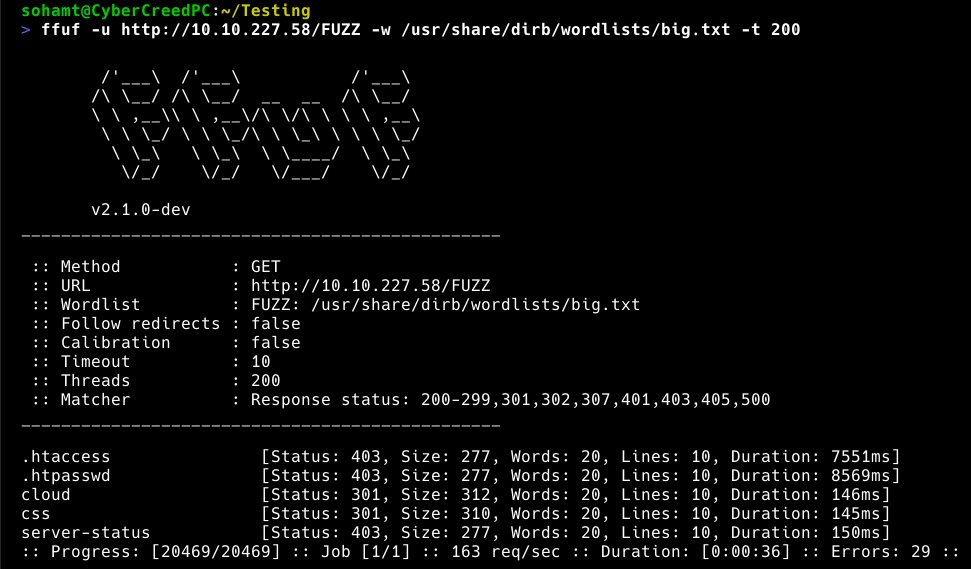 sohamt@CyberCreedPC:~/Testing
> ffuf -u http://10.10.227.58/FUZZ -w /usr/share/dirb/wordlists/big.txt -t 200
        /'___\  /'___\           /'___\
       /\ \__/ /\ \__/  __  __  /\ \__/
       \ \ ,__\\ \ ,__\/\ \/\ \ \ \ ,__\
        \ \ \_/ \ \ \_/\ \ \_\ \ \ \ \_/
         \ \_\   \ \_\  \ \____/  \ \_\
          \/_/    \/_/   \/___/    \/_/
       v2.1.0-dev
________________________________________________
 :: Method           : GET
 :: URL              : http://10.10.227.58/FUZZ
 :: Wordlist         : FUZZ: /usr/share/dirb/wordlists/big.txt
 :: Follow redirects : false
 :: Calibration      : false
 :: Timeout          : 10
 :: Threads          : 200
 :: Matcher          : Response status: 200-299,301,302,307,401,403,405,500
________________________________________________
.htaccess               [Status: 403, Size: 277, Words: 20, Lines: 10, Duration: 7551ms]
.htpasswd               [Status: 403, Size: 277, Words: 20, Lines: 10, Duration: 8569ms]
cloud                   [Status: 301, Size: 312, Words: 20, Lines: 10, Duration: 146ms]
css                     [Status: 301, Size: 310, Words: 20, Lines: 10, Duration: 145ms]
server-status           [Status: 403, Size: 277, Words: 20, Lines: 10, Duration: 150ms]
:: Progress: [20469/20469] :: Job [1/1] :: 163 req/sec :: Duration: [0:00:36] :: Errors: 29 ::